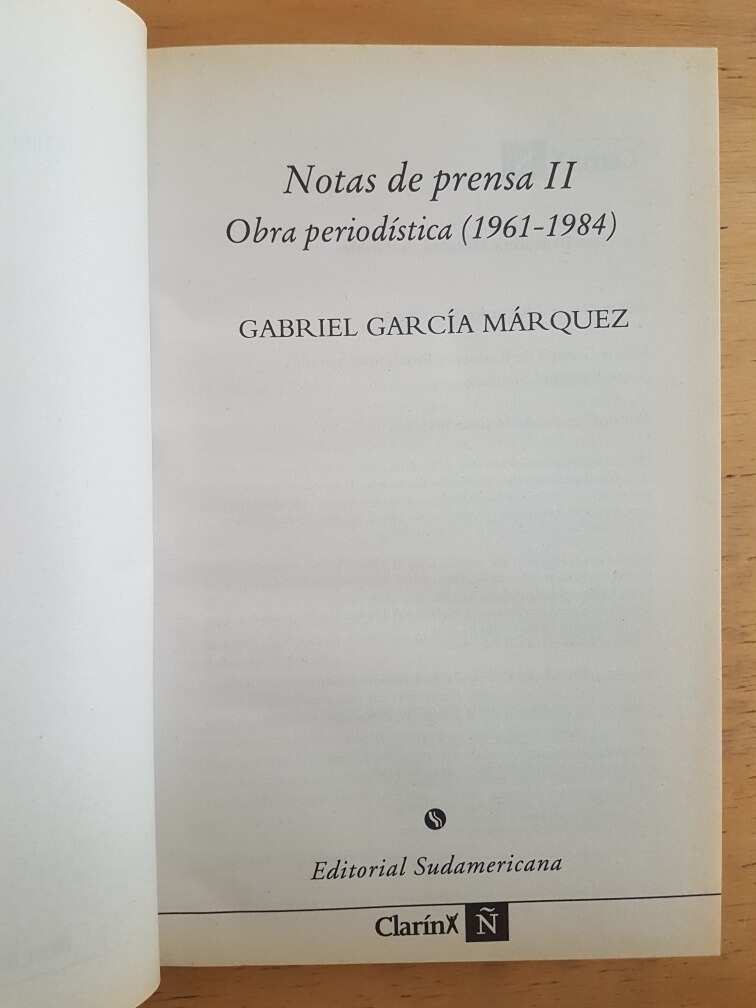 Notas de prensa II
Obra periodística (1961-1984)
GABRIEL GARCÍA MÁRQUEZ
Editorial Sudamericana
Clarín Ñ